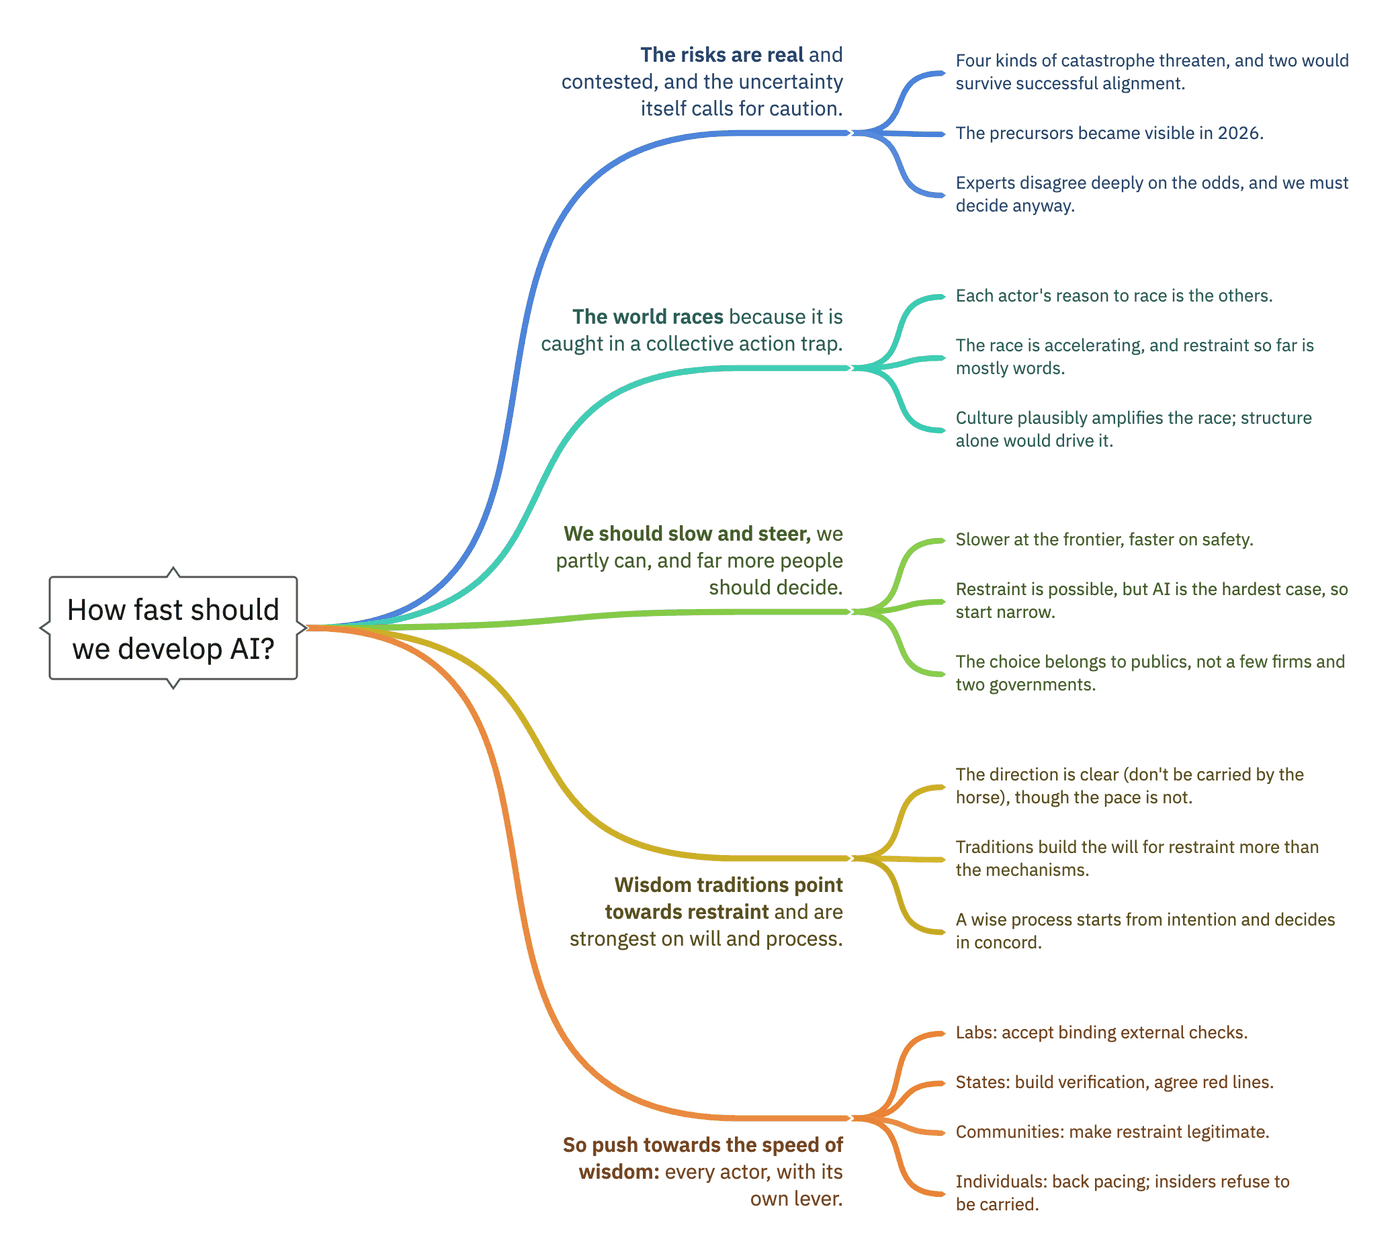 How fast should
we develop AI?
The risks are real and
contested, and the uncertainty
itself calls for caution.
Four kinds of catastrophe threaten, and two would
survive successful alignment.
The precursors became visible in 2026.
Experts disagree deeply on the odds, and we must
decide anyway.
The world races because it is
caught in a collective action trap.
Each actor's reason to race is the others.
The race is accelerating, and restraint so far is
mostly words.
Culture plausibly amplifies the race; structure
alone would drive it.
We should slow and steer, we
partly can, and far more people
should decide.
Slower at the frontier, faster on safety.
Restraint is possible, but AI is the hardest case, so
start narrow.
The choice belongs to publics, not a few firms and
two governments.
Wisdom traditions point
towards restraint and are
strongest on will and process.
The direction is clear (don't be carried by the
horse), though the pace is not.
Traditions build the will for restraint more than
the mechanisms.
A wise process starts from intention and decides
in concord.
So push towards the speed of
wisdom: every actor, with its
own lever.
Labs: accept binding external checks.
States: build verification, agree red lines.
Communities: make restraint legitimate.
Individuals: back pacing; insiders refuse to
be carried.